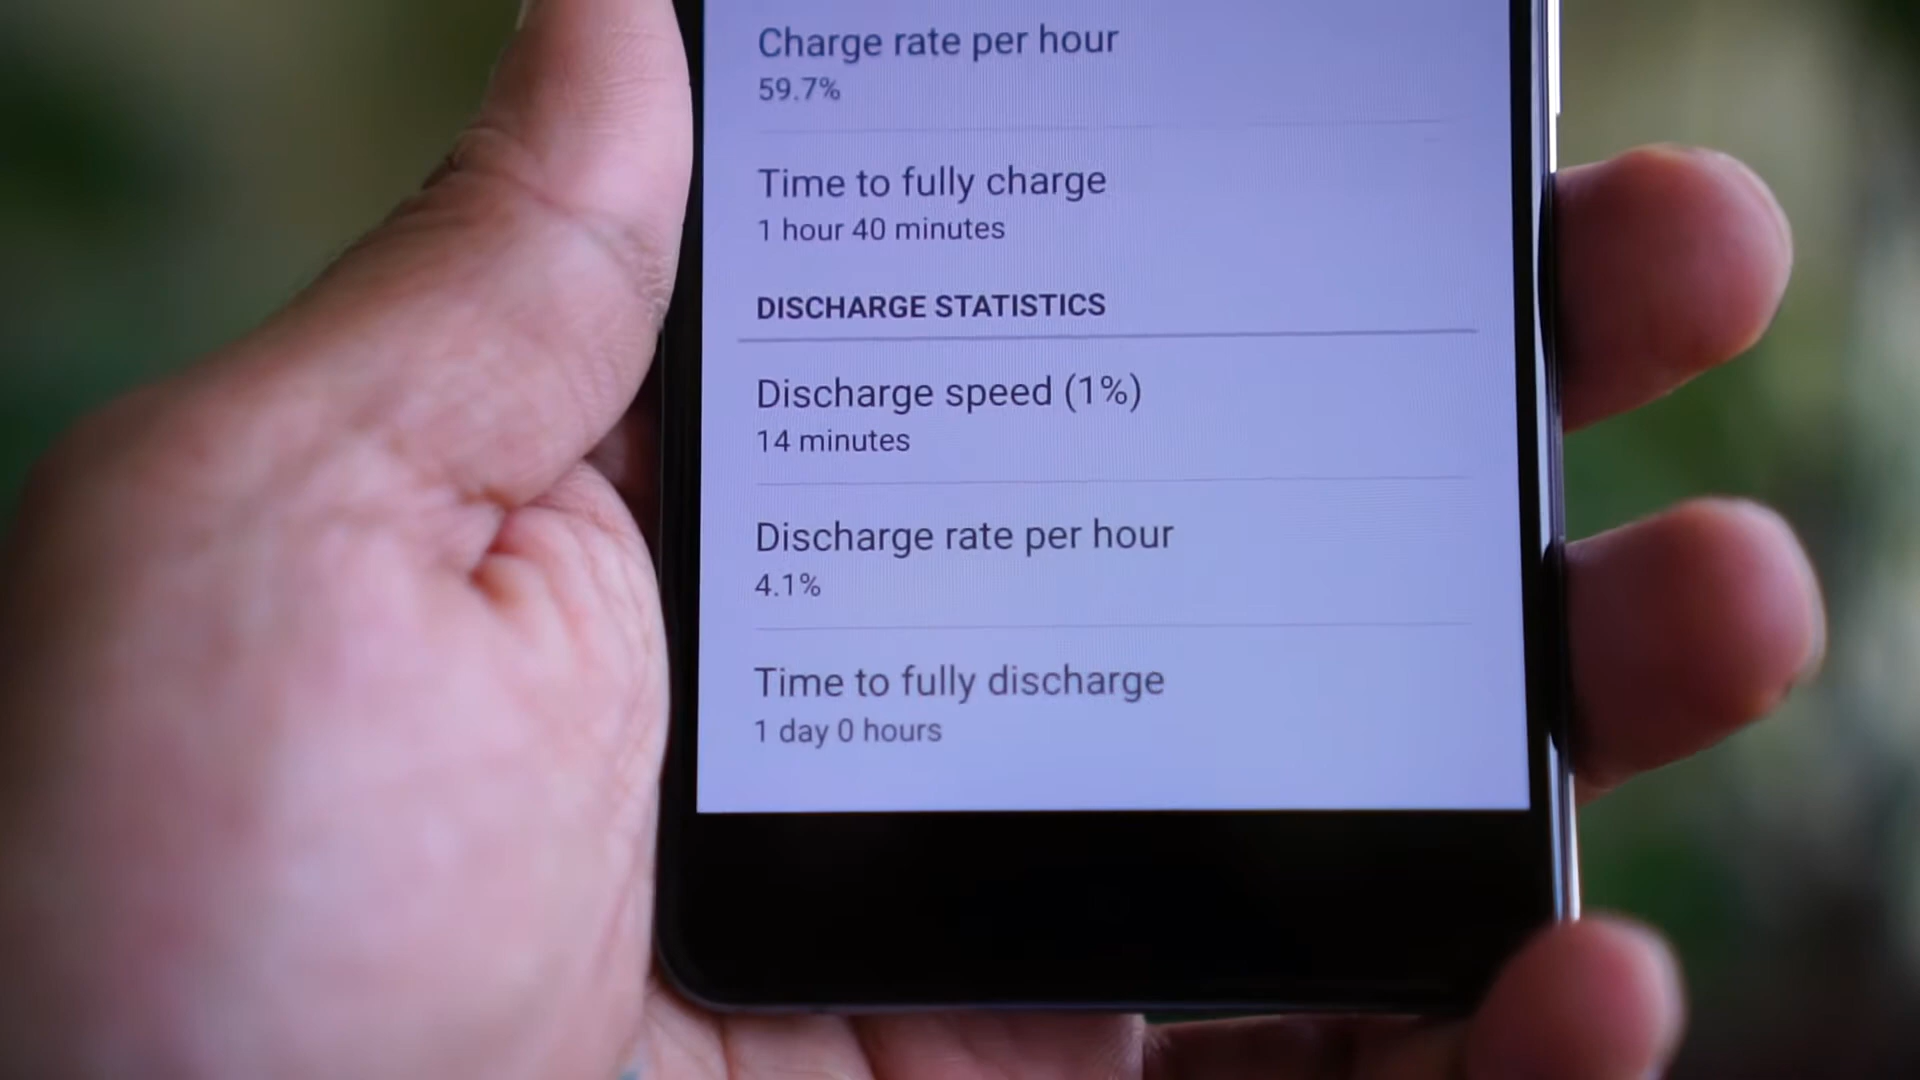 Charge rate per hour
59.7%
Time to fully charge
1 hour 40 minutes
DISCHARGE STATISTICS
Discharge speed (1%)
14 minutes
Discharge rate per hour
4.1%
Time to fully discharge
1 day 0 hours